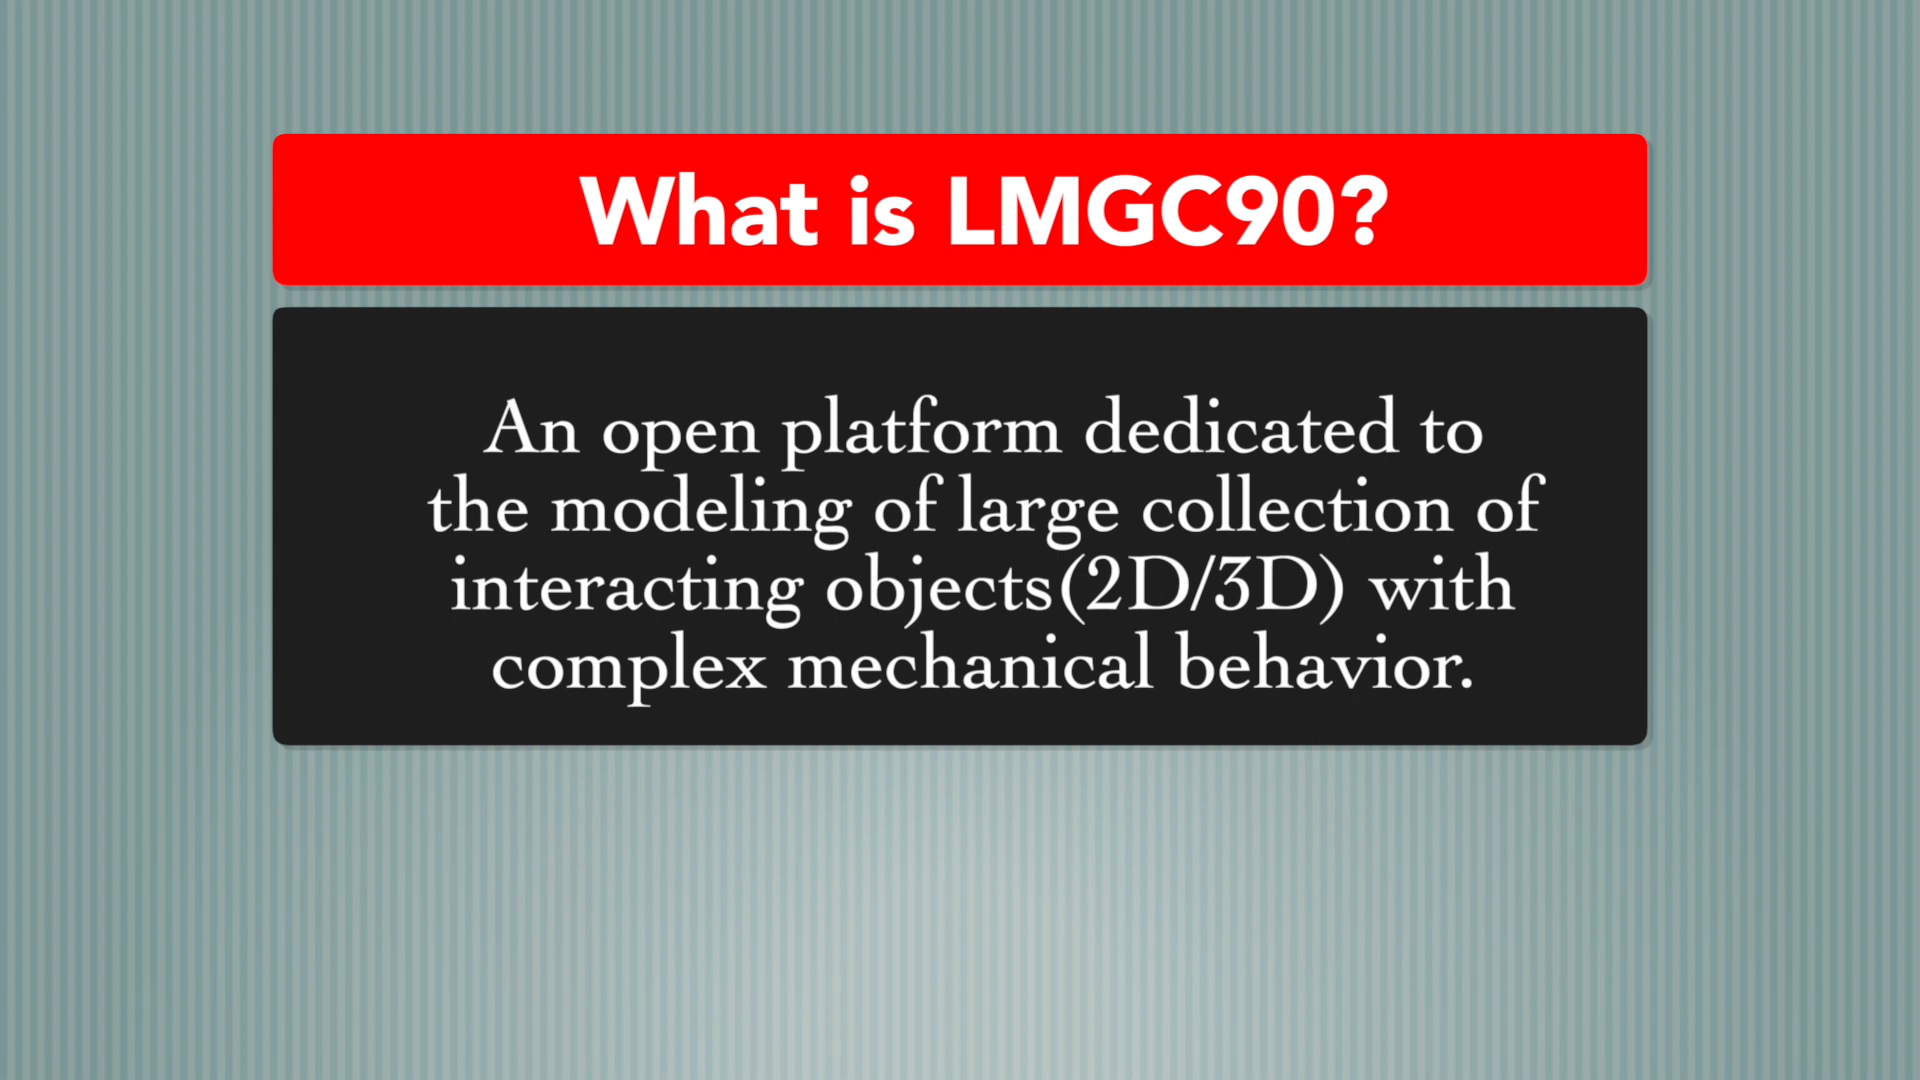 What is LMGC90?
An open platform dedicated to
the modeling of large collection of
interacting objects(2D/3D) with
complex mechanical behavior.